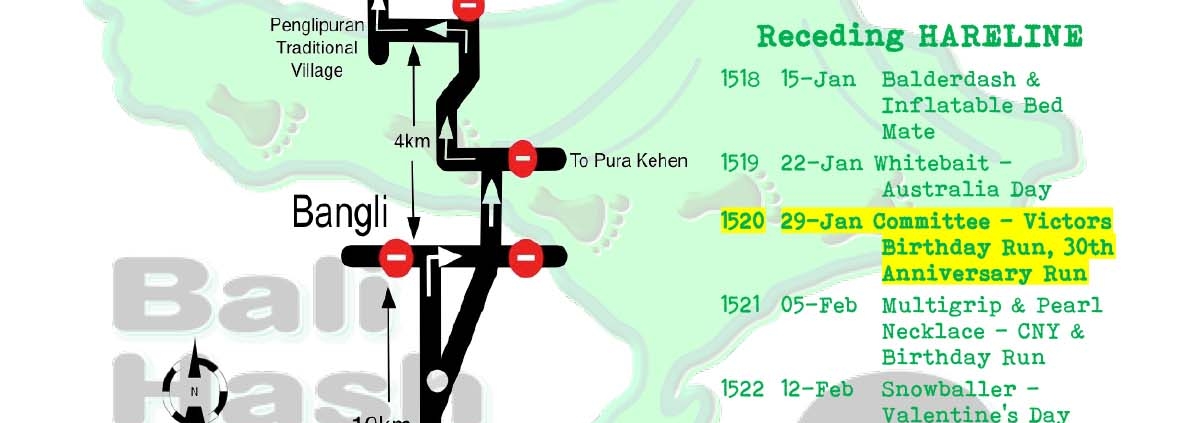 Penglipuran
Traditional
Village
4km
To Pura Kehen
Bangli
Bali
Hash
N
10km
Receding HARELINE
1518 15-Jan Balderdash &
Inflatable Bed
Mate
1519 22-Jan Whitebait -
Australia Day
1520 29-Jan Committee - Victors
Birthday Run, 30th
Anniversary Run
1521 05-Feb Multigrip & Pearl
Necklace - CNY &
Birthday Run
1522 12-Feb Snowballer -
Valentine's Day